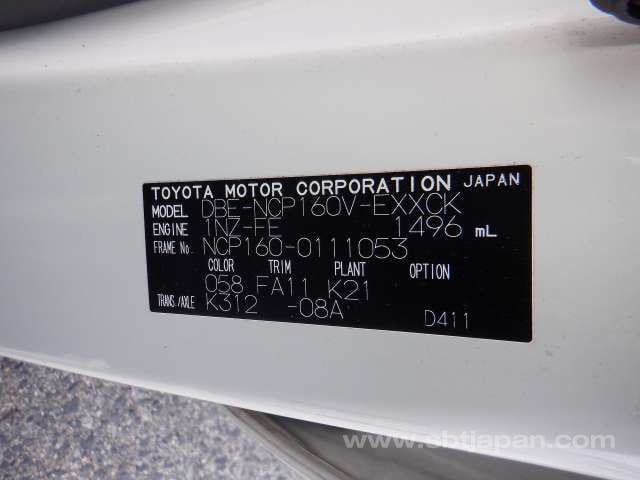 TOYOTA MOTOR CORPORATION JAPAN
MODEL DBE-NCP160V-EXXCK
ENGINE 1NZ-FE 1496 mL
FRAME No. NCP160-0111053
COLOR TRIM PLANT OPTION
058 FA11 K21
TRANS./AXLE K312 -08A
D411
www.sbtjapan.com